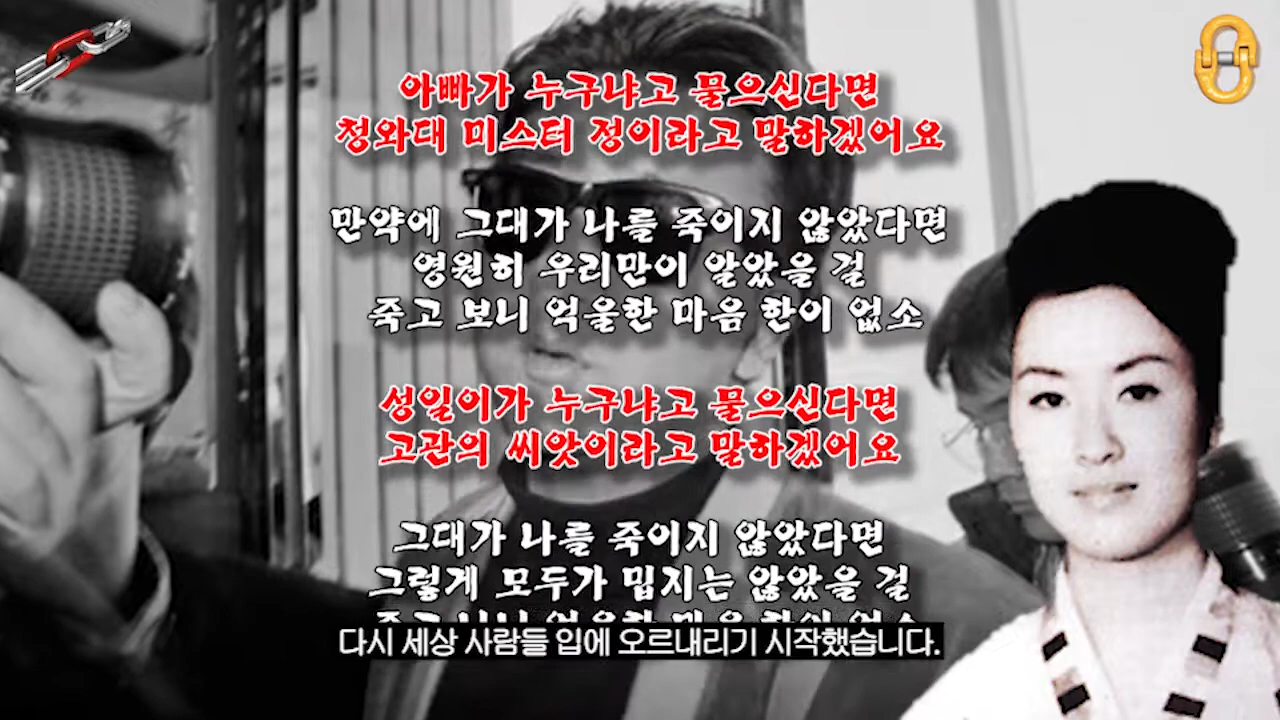 아빠가 누구냐고 물으신다면
청와대 미스터 정이라고 말하겠어요
만약에 그대가 나를 죽이지 않았다면
영원히 우리만이 알았을 걸
죽고 보니 억울한 마음 한이 없소
성일이가 누구냐고 물으신다면
고관의 씨앗이라고 말하겠어요
그대가 나를 죽이지 않았다면
그렇게 모두가 밉지는 않았을 걸
다시 세상 사람들 입에 오르내리기 시작했습니다.